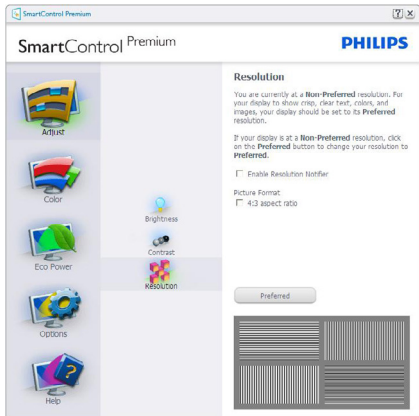 SmartControl Premium
SmartControl Premium
PHILIPS
Adjust
Color
Eco Power
Options
Help
Brightness
Contrast
Resolution
Resolution
You are currently at a Non-Preferred resolution. For
your display to show crisp, clear text, colors, and
images, your display should be set to its Preferred
resolution.
If your display is at a Non-Preferred resolution, click
on the Preferred button to change your resolution to
Preferred.
Enable Resolution Notifier
Picture Format
4:3 aspect ratio
Preferred